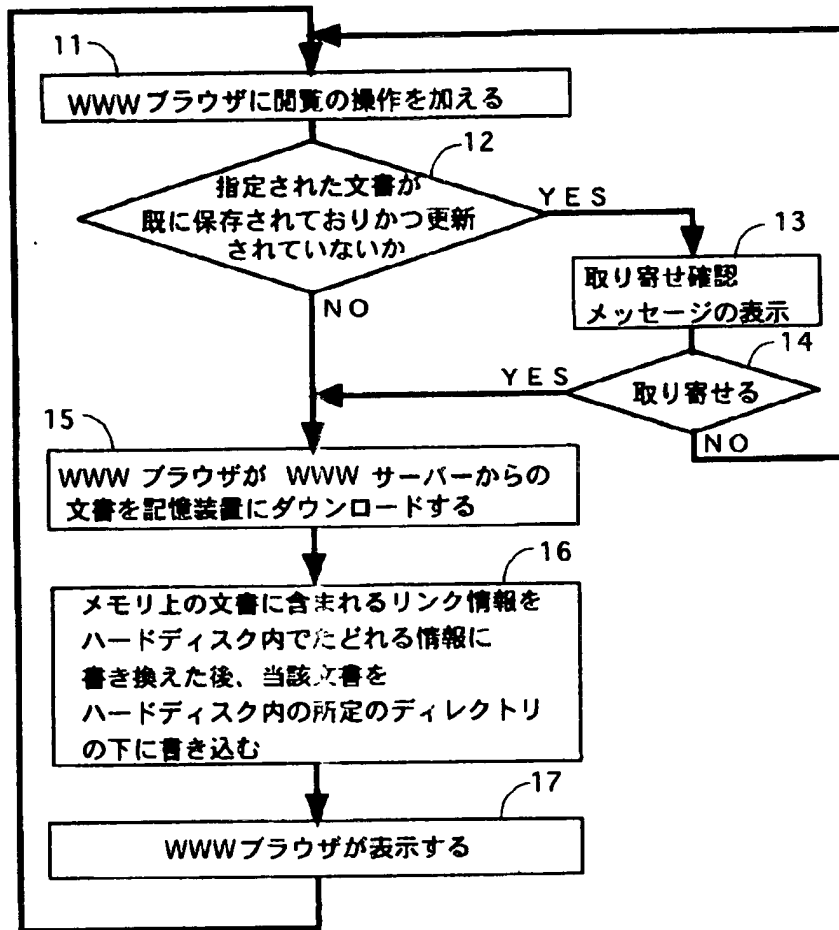 11
WWWブラウザに閲覧の操作を加える
12
指定された文書が
既に保存されておりかつ更新
されていないか
YES
NO
13
取り寄せ確認
メッセージの表示
14
取り寄せる
YES
NO
15
WWW ブラウザが WWW サーバーからの
文書を記憶装置にダウンロードする
16
メモリ上の文書に含まれるリンク情報を
ハードディスク内でたどれる情報に
書き換えた後、当該文書を
ハードディスク内の所定のディレクトリ
の下に書き込む
17
WWWブラウザが表示する